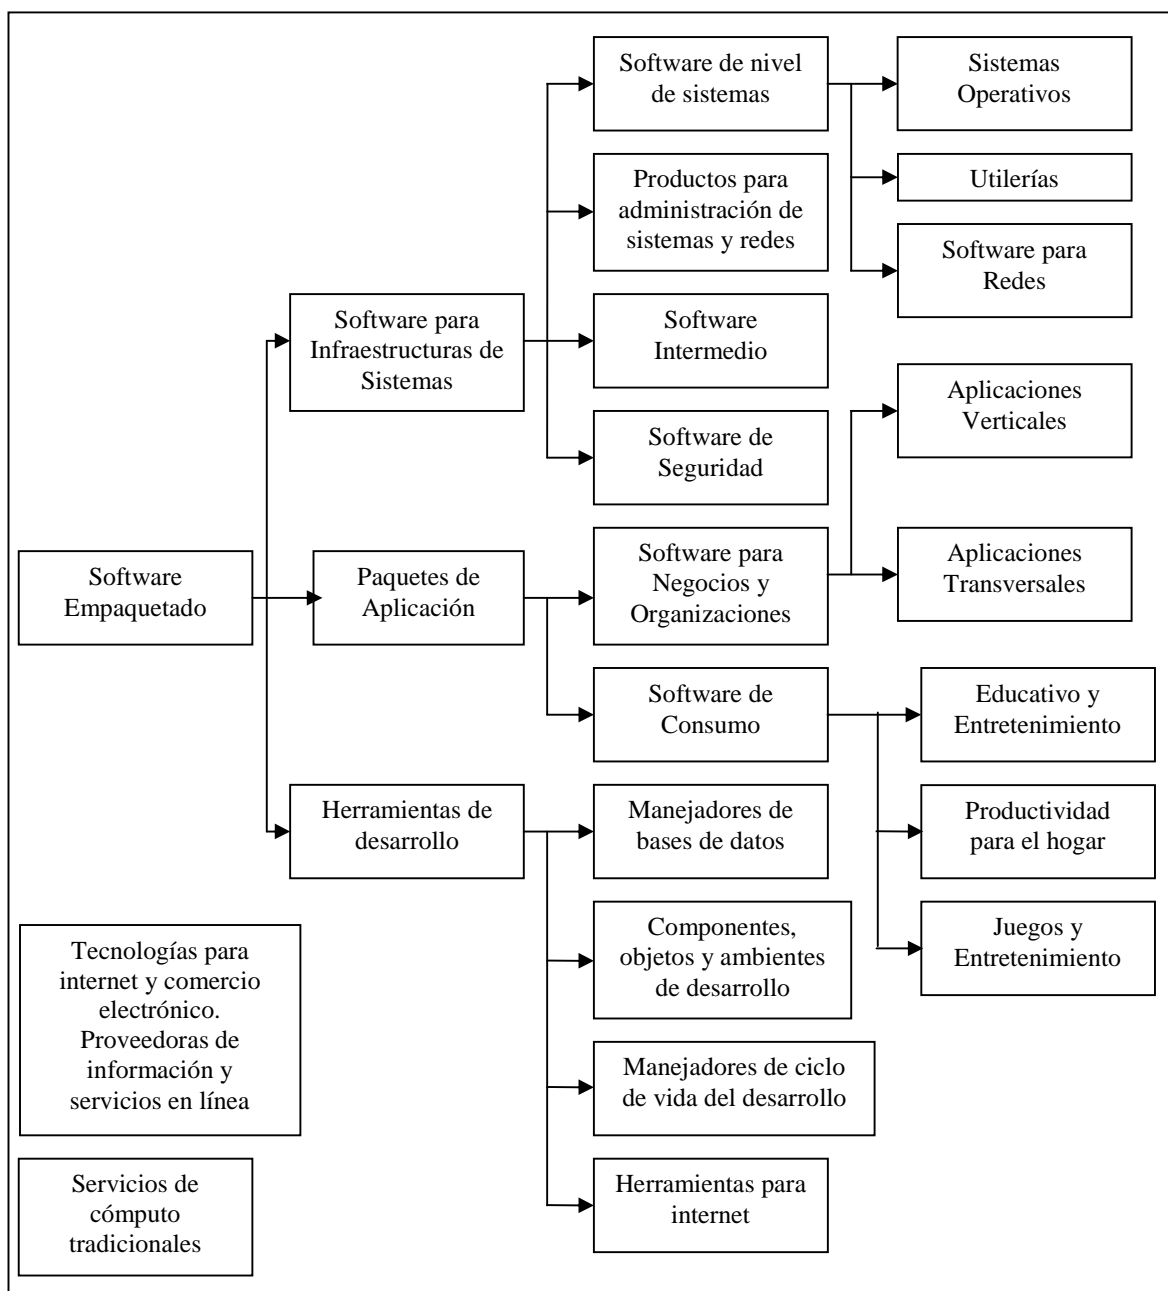 Software de nivel
de sistemas
Sistemas
Operativos
Productos para
administración de
sistemas y redes
Utilerías
Software para
Redes
Software para
Infraestructuras de
Sistemas
Software
Intermedio
Aplicaciones
Verticales
Software de
Seguridad
Software
Empaquetado
Paquetes de
Aplicación
Software para
Negocios y
Organizaciones
Aplicaciones
Transversales
Software de
Consumo
Educativo y
Entretenimiento
Herramientas de
desarrollo
Manejadores de
bases de datos
Productividad
para el hogar
Tecnologías para
internet y comercio
electrónico.
Proveedoras de
información y
servicios en línea
Componentes,
objetos y ambientes
de desarrollo
Juegos y
Entretenimiento
Manejadores de ciclo
de vida del desarrollo
Servicios de
cómputo
tradicionales
Herramientas para
internet